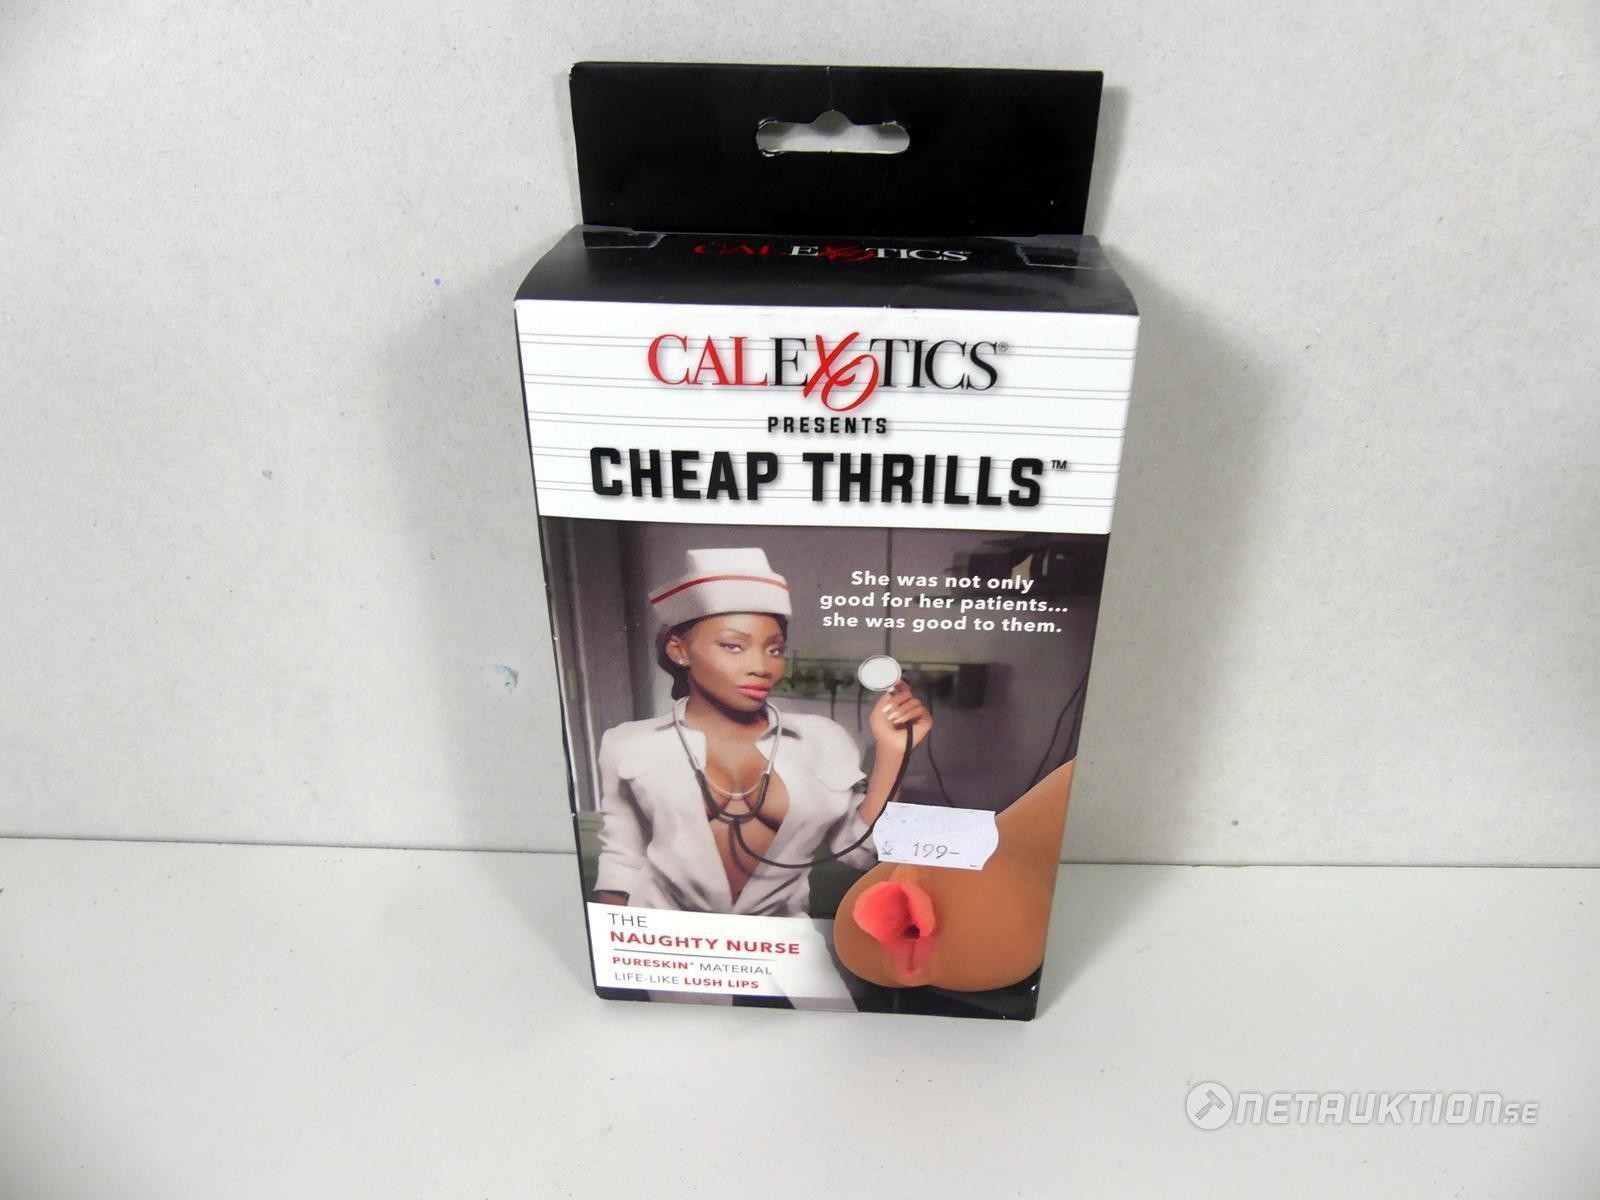 CALEXOTICS
CALEXOTICS®
PRESENTS
CHEAP THRILLS™
She was not only
good for her patients...
she was good to them.
199-
THE
NAUGHTY NURSE
PURESKIN® MATERIAL
LIFE-LIKE LUSH LIPS
NETAUKTION.SE